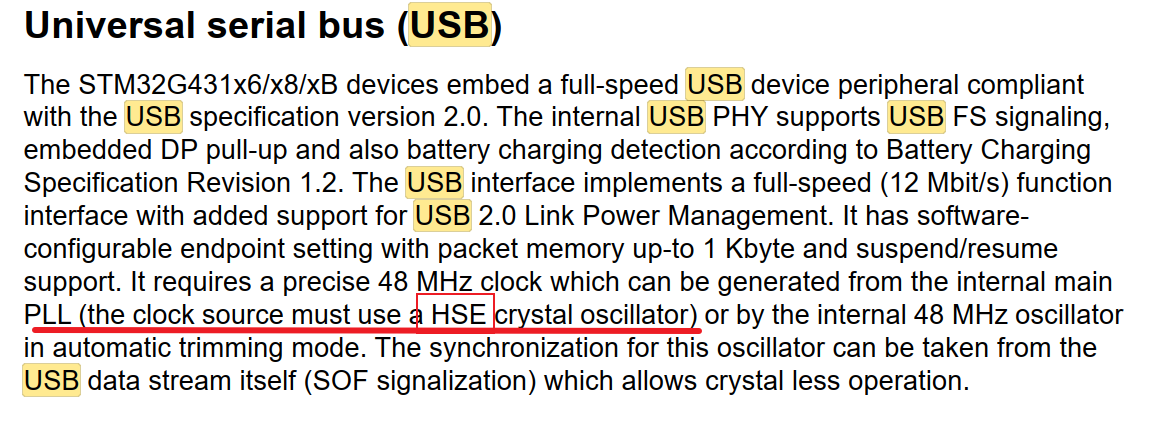 Universal serial bus (USB)
The STM32G431x6/x8/xB devices embed a full-speed USB device peripheral compliant
with the USB specification version 2.0. The internal USB PHY supports USB FS signaling,
embedded DP pull-up and also battery charging detection according to Battery Charging
Specification Revision 1.2. The USB interface implements a full-speed (12 Mbit/s) function
interface with added support for USB 2.0 Link Power Management. It has software-
configurable endpoint setting with packet memory up-to 1 Kbyte and suspend/resume
support. It requires a precise 48 MHz clock which can be generated from the internal main
PLL (the clock source must use a HSE crystal oscillator) or by the internal 48 MHz oscillator
in automatic trimming mode. The synchronization for this oscillator can be taken from the
USB data stream itself (SOF signalization) which allows crystal less operation.